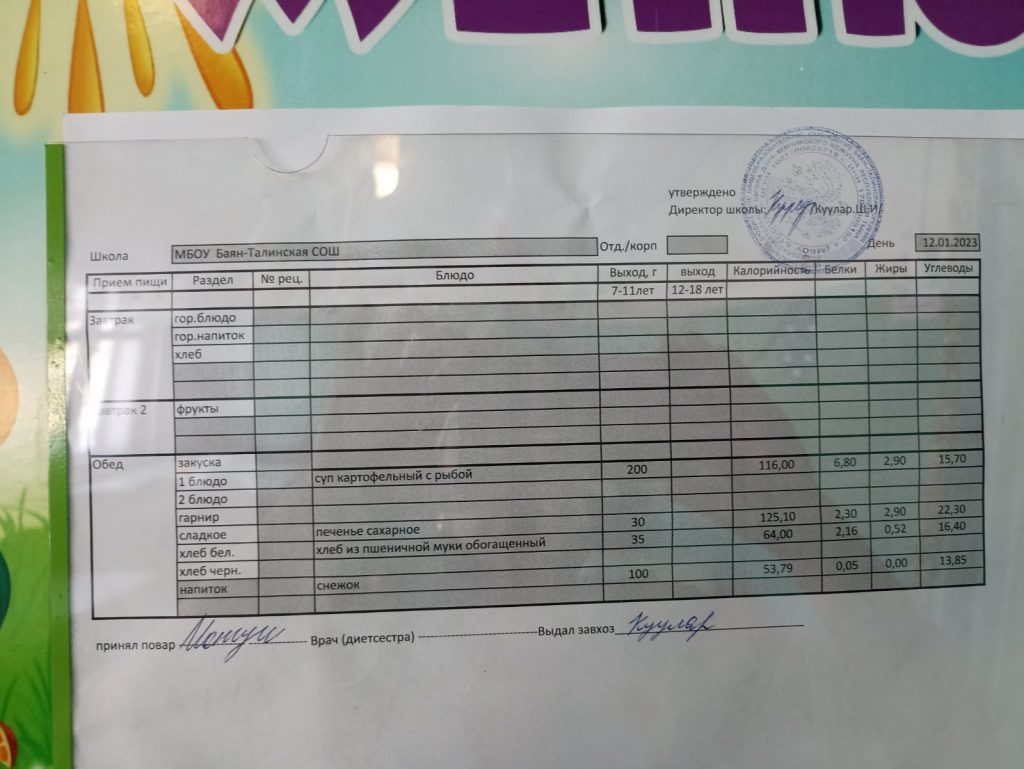 утверждено
Директор школы: /Куулар.Ш.И/
Школа МБОУ Баян-Талинская СОШ Отд./корп День 12.01.2023
Прием пищи Раздел № рец. Блюдо Выход, г выход Калорийность Белки Жиры Углеводы
7-11лет 12-18 лет
Завтрак гор.блюдо
гор.напиток
хлеб
Завтрак 2 фрукты
Обед закуска
1 блюдо суп картофельный с рыбой 200 116,00 6,80 2,90 15,70
2 блюдо
гарнир
сладкое печенье сахарное 30 125,10 2,30 2,90 22,30
хлеб бел. хлеб из пшеничной муки обогащенный 35 64,00 2,16 0,52 16,40
хлеб черн.
напиток снежок 100 53,79 0,05 0,00 13,85
принял повар Врач (диетсестра) Выдал завхоз Куулар